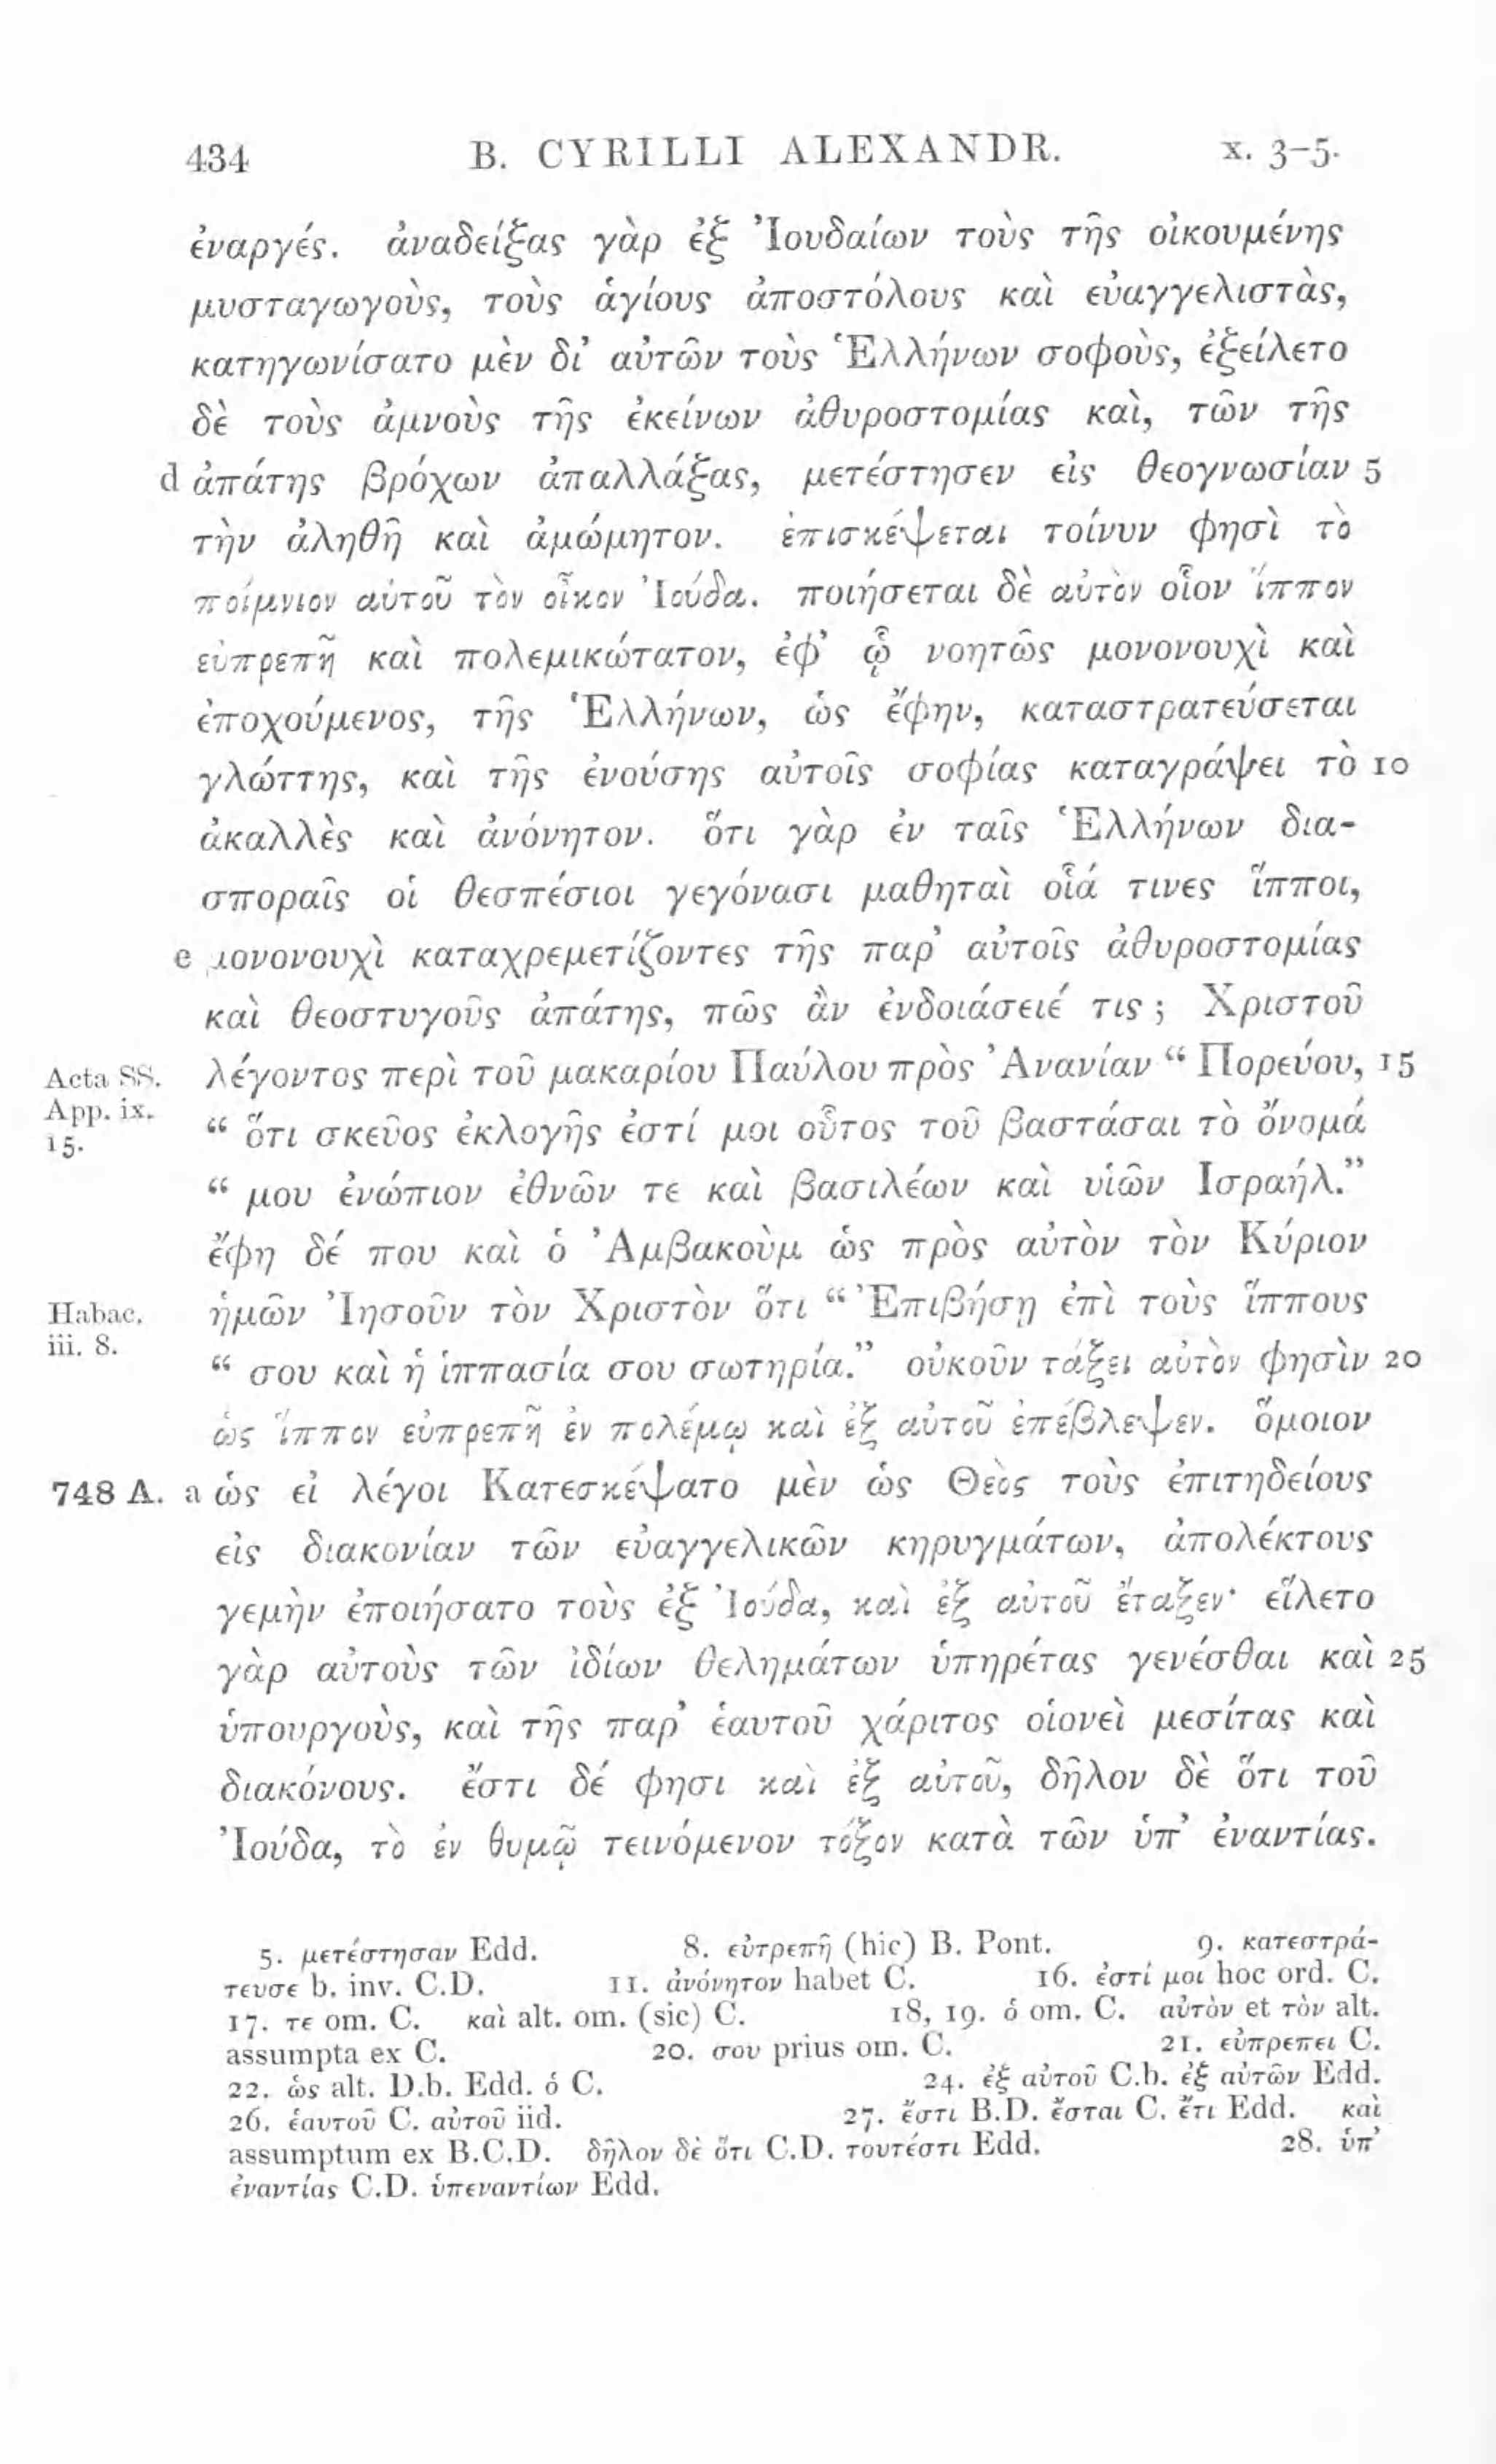 434 B. CYRILLI ALEXANDR. x. 3-5.
ἐναργές. ἀναδείξας γὰρ ἐξ Ἰουδαίων τοὺς τῆς οἰκουμένης
μυσταγωγοὺς, τοὺς ἁγίους ἀποστόλους καὶ εὐαγγελιστὰς,
κατηγωνίσατο μὲν δι' αὐτῶν τοὺς Ἑλλήνων σοφοὺς, ἐξείλετο
δὲ τοὺς ἀμνοὺς τῆς ἐκείνων ἀθυροστομίας καὶ, τῶν τῆς
d ἀπάτης βρόχων ἀπαλλάξας, μετέστησεν εἰς θεογνωσίαν 5
τὴν ἀληθῆ καὶ ἀμώμητον. ἐπισκέψεται τοίνυν φησὶ τὸ
ποίμνιον αὐτοῦ τὸν οἶκον Ἰούδα. ποιήσεται δὲ αὐτὸν οἷον ἵππον
εὐπρεπῆ καὶ πολεμικώτατον, ἐφ' ᾧ νοητῶς μονονουχὶ καὶ
ἐποχούμενος, τῆς Ἑλλήνων, ὡς ἔφην, καταστρατεύσεται
γλώττης, καὶ τῆς ἐνούσης αὐτοῖς σοφίας καταγράψει τὸ 10
ἀκαλλὲς καὶ ἀνόνητον. ὅτι γὰρ ἐν ταῖς Ἑλλήνων δια-
σποραῖς οἱ θεσπέσιοι γεγόνασι μαθηταὶ οἷά τινες ἵπποι,
e μονονουχὶ καταχρεμετίζοντες τῆς παρ' αὐτοῖς ἀθυροστομίας
καὶ θεοστυγοῦς ἀπάτης, πῶς ἂν ἐνδοιάσειέ τις; Χριστοῦ
Acta SS. λέγοντος περὶ τοῦ μακαρίου Παύλου πρὸς Ἀνανίαν “ Πορεύου, 15
App. ix. 15. “ ὅτι σκεῦος ἐκλογῆς ἐστί μοι οὗτος τοῦ βαστάσαι τὸ ὄνομά
“ μου ἐνώπιον ἐθνῶν τε καὶ βασιλέων καὶ υἱῶν Ισραήλ.”
ἔφη δέ που καὶ ὁ Ἀμβακοὺμ ὡς πρὸς αὐτὸν τὸν Κύριον
Habac. ἡμῶν Ἰησοῦν τὸν Χριστὸν ὅτι “ Ἐπιβήσῃ ἐπὶ τοὺς ἵππους
iii. 8. “ σου καὶ ἡ ἱππασία σου σωτηρία.” οὐκοῦν τάξει αὐτὸν φησὶν 20
ὡς ἵππον εὐπρεπῆ ἐν πολέμῳ καὶ ἐξ αὐτοῦ ἐπέβλεψεν. ὅμοιον
748 A. a ὡς εἰ λέγοι Κατεσκέψατο μὲν ὡς Θεὸς τοὺς ἐπιτηδείους
εἰς διακονίαν τῶν εὐαγγελικῶν κηρυγμάτων, ἀπολέκτους
γεμὴν ἐποιήσατο τοὺς ἐξ Ἰούδα, καὶ ἐξ αὐτοῦ ἔταξεν· εἵλετο
γὰρ αὐτοὺς τῶν ἰδίων θελημάτων ὑπηρέτας γενέσθαι καὶ 25
ὑπουργοὺς, καὶ τῆς παρ' ἑαυτοῦ χάριτος οἱονεὶ μεσίτας καὶ
διακόνους. ἔστι δέ φησι καὶ ἐξ αὐτοῦ, δῆλον δὲ ὅτι τοῦ
Ἰούδα, τὸ ἐν θυμῷ τεινόμενον τόξον κατὰ τῶν ὑπ' ἐναντίας.
5. μετέστησαν Edd. 8. εὐτρεπῆ (hic) B. Pont. 9. κατεστρά-
τευσε b. inv. C.D. 11. ἀνόνητον habet C. 16. ἐστί μοι hoc ord. C.
17. τε om. C. καὶ alt. om. (sic) C. 18, 19. ὁ om. C. αὐτὸν et τὸν alt.
assumpta ex C. 20. σου prius om. C. 21. εὐπρεπει C.
22. ὡς alt. D.b. Edd. ὁ C. 24. ἐξ αὐτοῦ C.b. ἐξ αὐτῶν Edd.
26. ἑαυτοῦ C. αὐτοῦ iid. 27. ἔστι B.D. ἔσται C. ἔτι Edd. καὶ
assumptum ex B.C.D. δῆλον δὲ ὅτι C.D. τουτέστι Edd. 28. ὑπ'
ἐναντίας C.D. ὑπεναντίων Edd.